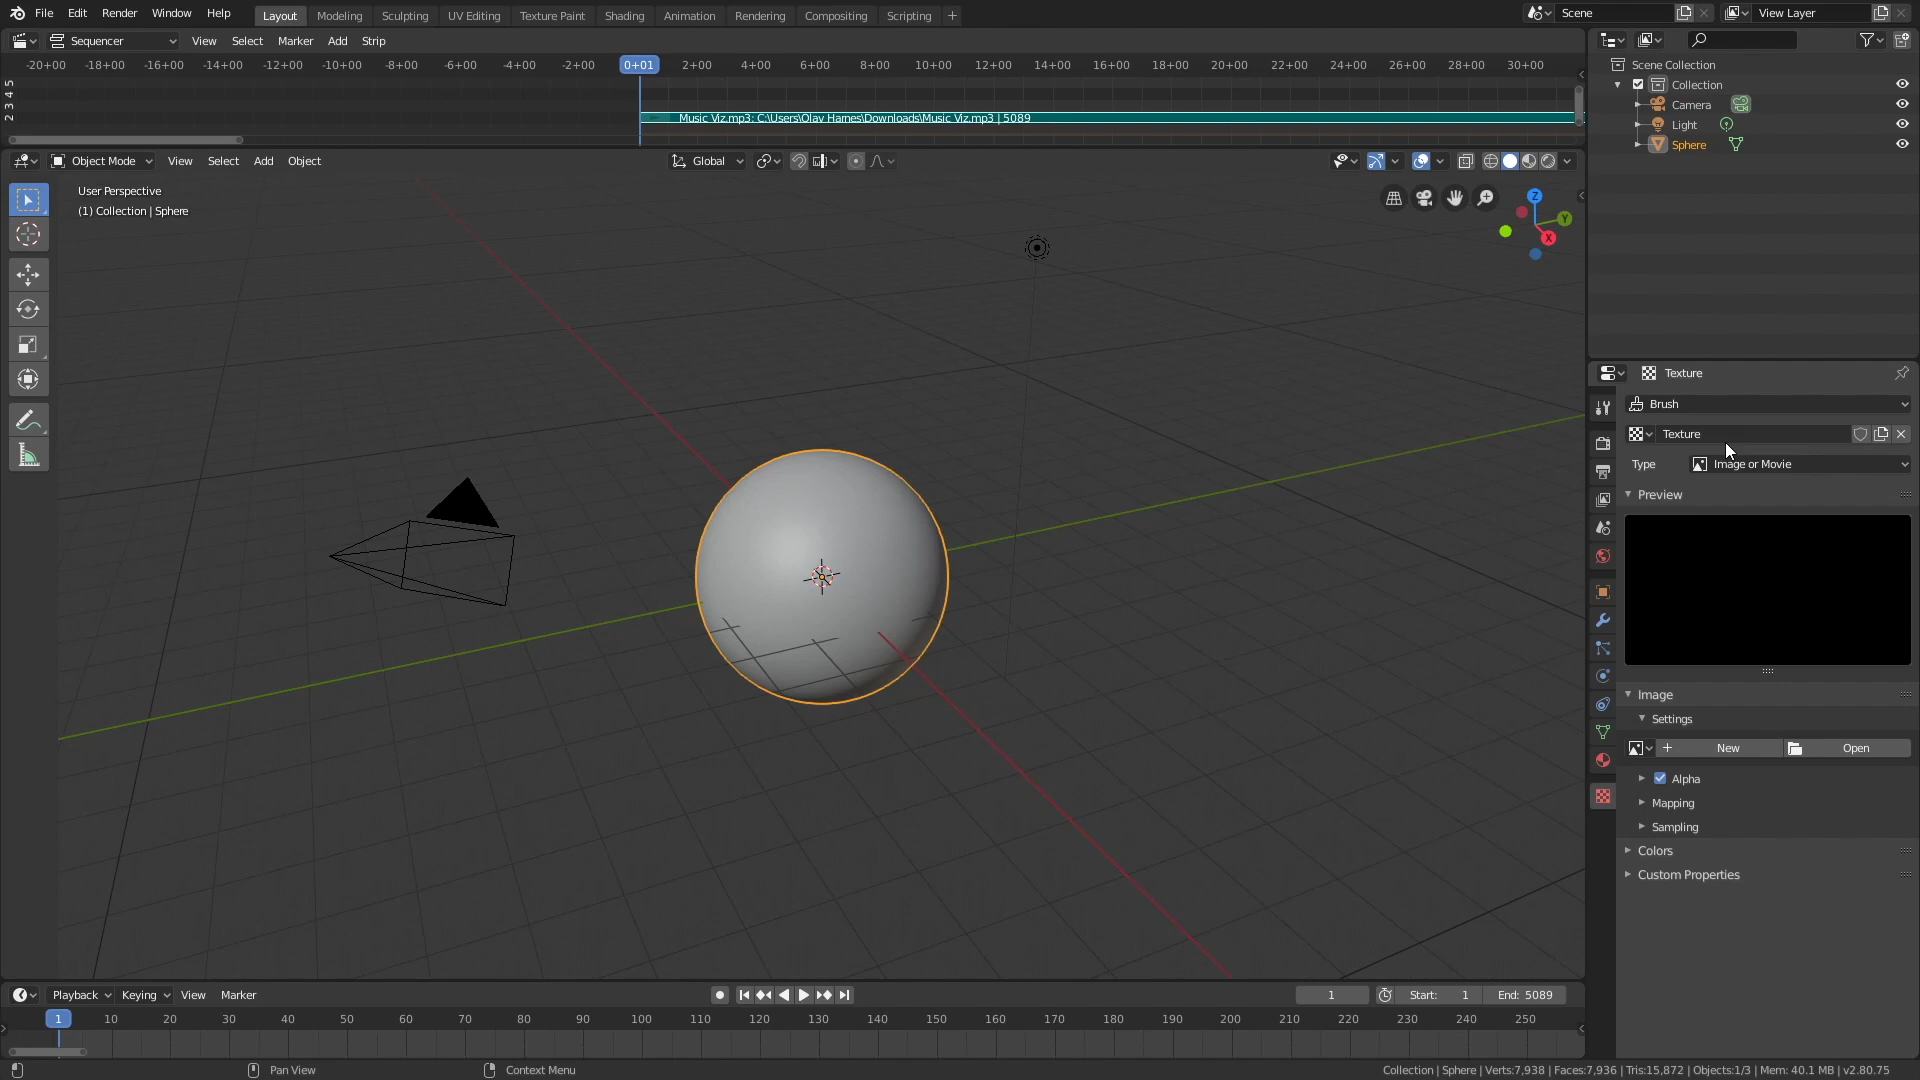 File Edit Render Window Help Layout Modeling Sculpting UV Editing Texture Paint Shading Animation Rendering Compositing Scripting + Scene View Layer
Sequencer View Select Marker Add Strip
-20+00 -18+00 -16+00 -14+00 -12+00 -10+00 -8+00 -6+00 -4+00 -2+00 0+01 2+00 4+00 6+00 8+00 10+00 12+00 14+00 16+00 18+00 20+00 22+00 24+00 26+00 28+00 30+00
2 3 4 5
Music Viz.mp3: C:\Users\Olav Harnes\Downloads\Music Viz.mp3 | 5089
Object Mode View Select Add Object Global
User Perspective
(1) Collection | Sphere
Z
Y
X
Scene Collection
Collection
Camera
Light
Sphere
Texture
Brush
Texture
Type Image or Movie
Preview
Image
Settings
+ New Open
Alpha
Mapping
Sampling
Colors
Custom Properties
Playback Keying View Marker 1 Start: 1 End: 5089
1 10 20 30 40 50 60 70 80 90 100 110 120 130 140 150 160 170 180 190 200 210 220 230 240 250
Pan View Context Menu Collection | Sphere | Verts:7,938 | Faces:7,936 | Tris:15,872 | Objects:1/3 | Mem: 40.1 MB | v2.80.75